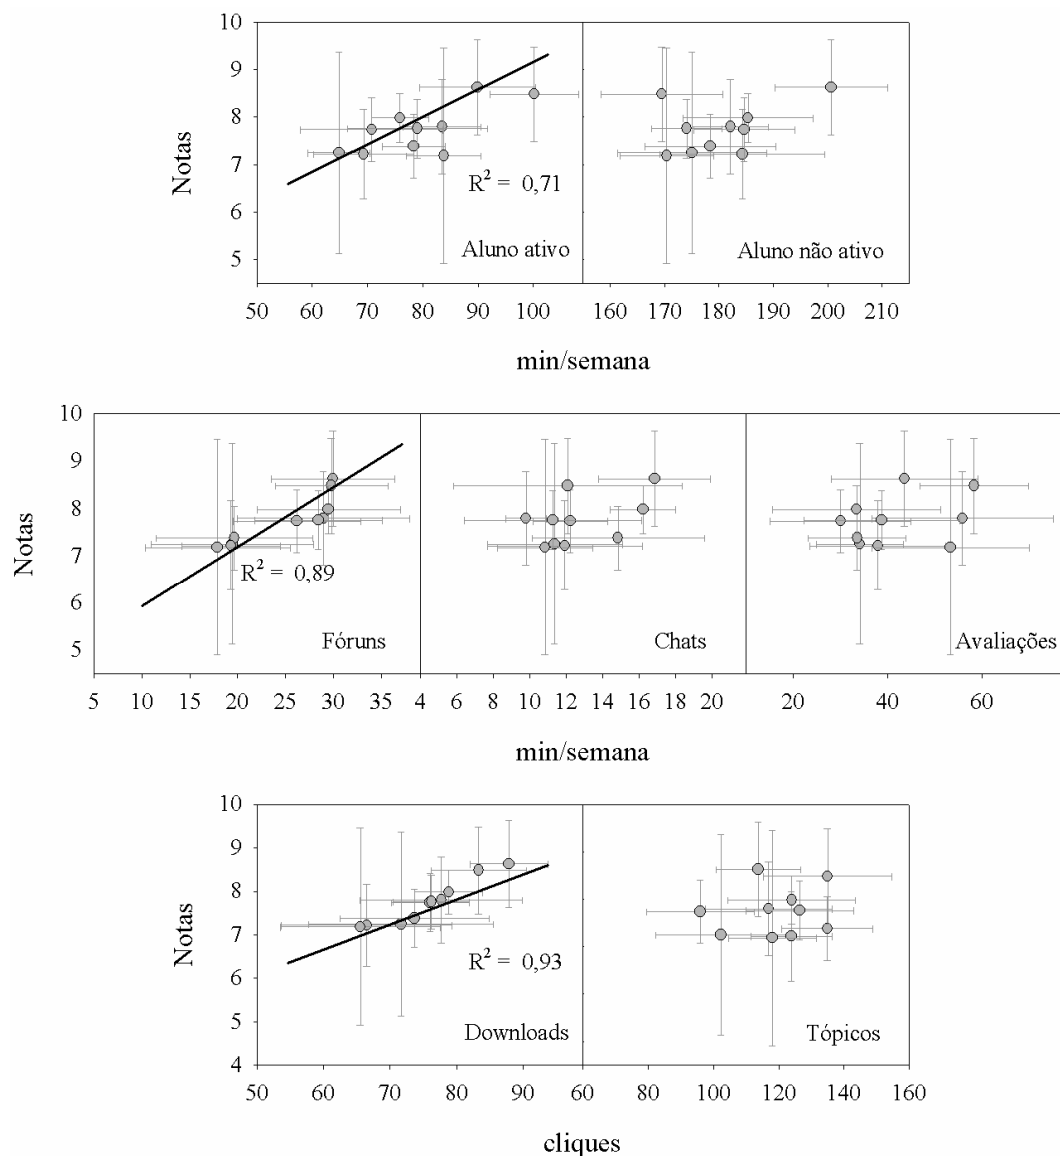 10
9
8
7
6
5
Notas
R² = 0,71
Aluno ativo
Aluno não ativo
50 60 70 80 90 100 160 170 180 190 200 210
min/semana
10
9
8
7
6
5
Notas
R² = 0,89
Fóruns
Chats
Avaliações
5 10 15 20 25 30 35 4 6 8 10 12 14 16 18 20 20 40 60
min/semana
10
9
8
7
6
5
4
Notas
R² = 0,93
Downloads
Tópicos
50 60 70 80 90 60 80 100 120 140 160
cliques